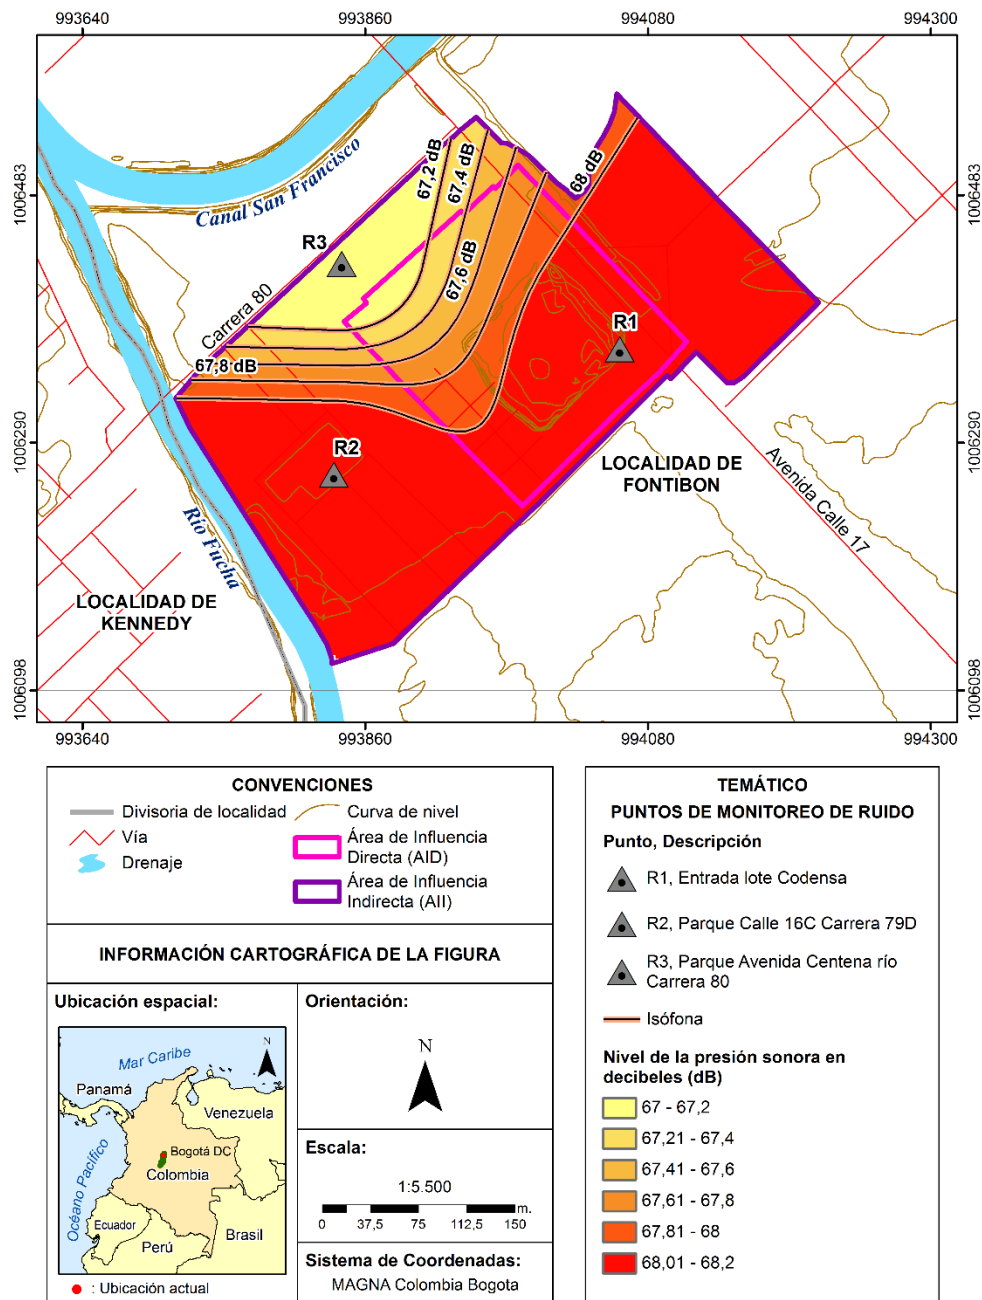 993640
993860
994080
994300
1006483
1006483
Canal San Francisco
67,2 dB
67,4 dB
68 dB
R3
67,6 dB
Carrera 80
R1
67,8 dB
1006290
1006290
R2
LOCALIDAD DE
FONTIBON
Avenida Calle 17
Río Fucha
LOCALIDAD DE
KENNEDY
1006098
1006098
993640
993860
994080
994300
CONVENCIONES
Divisoria de localidad
Curva de nivel
Vía
Área de Influencia
Directa (AID)
Drenaje
Área de Influencia
Indirecta (AII)
INFORMACIÓN CARTOGRÁFICA DE LA FIGURA
Ubicación espacial:
Mar Caribe
N
Panamá
Venezuela
Bogotá DC
Colombia
Océano Pacífico
Ecuador
Perú
Brasil
: Ubicación actual
Orientación:
N
Escala:
1:5.500
m.
0 37,5 75 112,5 150
Sistema de Coordenadas:
MAGNA Colombia Bogota
TEMÁTICO
PUNTOS DE MONITOREO DE RUIDO
Punto, Descripción
R1, Entrada lote Codensa
R2, Parque Calle 16C Carrera 79D
R3, Parque Avenida Centena río
Carrera 80
Isófona
Nivel de la presión sonora en
decibeles (dB)
67 - 67,2
67,21 - 67,4
67,41 - 67,6
67,61 - 67,8
67,81 - 68
68,01 - 68,2